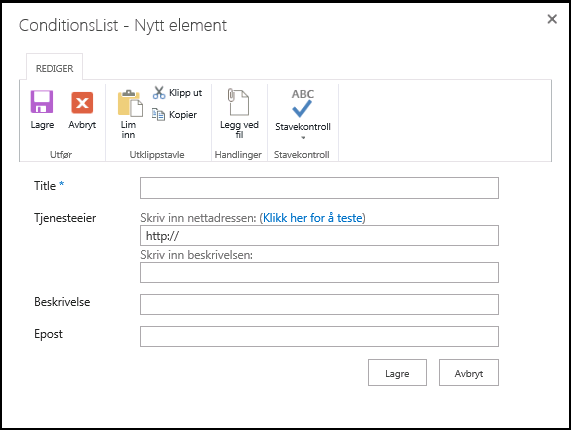 ConditionsList - Nytt element
REDIGER
Lagre
Avbryt
Utfør
Lim
inn
Klipp ut
Kopier
Utklippstavle
Legg ved
fil
Handlinger
ABC
Stavekontroll
Stavekontroll
Title *
Tjenesteeier
Skriv inn nettadressen: (Klikk her for å teste)
http://
Skriv inn beskrivelsen:
Beskrivelse
Epost
Lagre
Avbryt